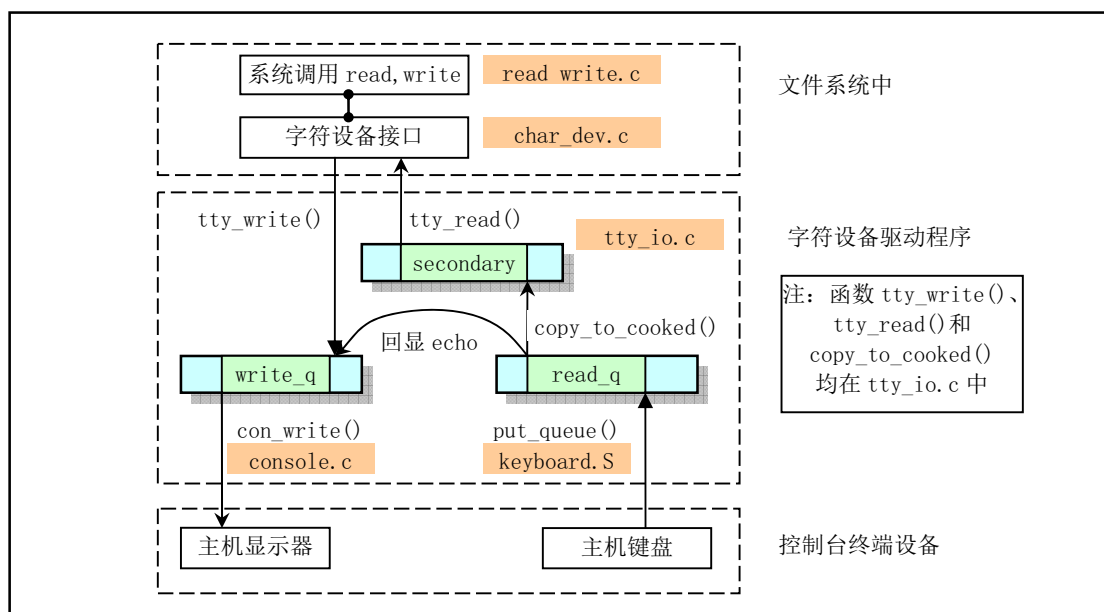 系统调用 read,write
read write.c
文件系统中
字符设备接口
char_dev.c
tty_write()
tty_read()
tty_io.c
字符设备驱动程序
secondary
注：函数 tty_write()、
tty_read()和
copy_to_cooked()
均在 tty_io.c 中
回显 echo
copy_to_cooked()
write_q
read_q
con_write()
put_queue()
console.c
keyboard.S
主机显示器
主机键盘
控制台终端设备